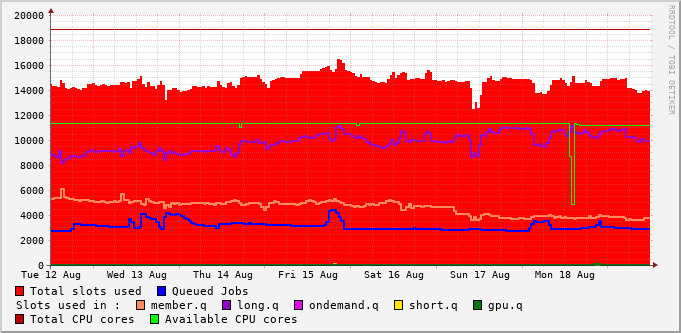 20000
18000
16000
14000
12000
10000
8000
6000
4000
2000
0
Tue 12 Aug Wed 13 Aug Thu 14 Aug Fri 15 Aug Sat 16 Aug Sun 17 Aug Mon 18 Aug
Total slots used Queued Jobs
Slots used in : member.q long.q ondemand.q short.q gpu.q
Total CPU cores Available CPU cores
RRDTOOL / TOBI OETIKER